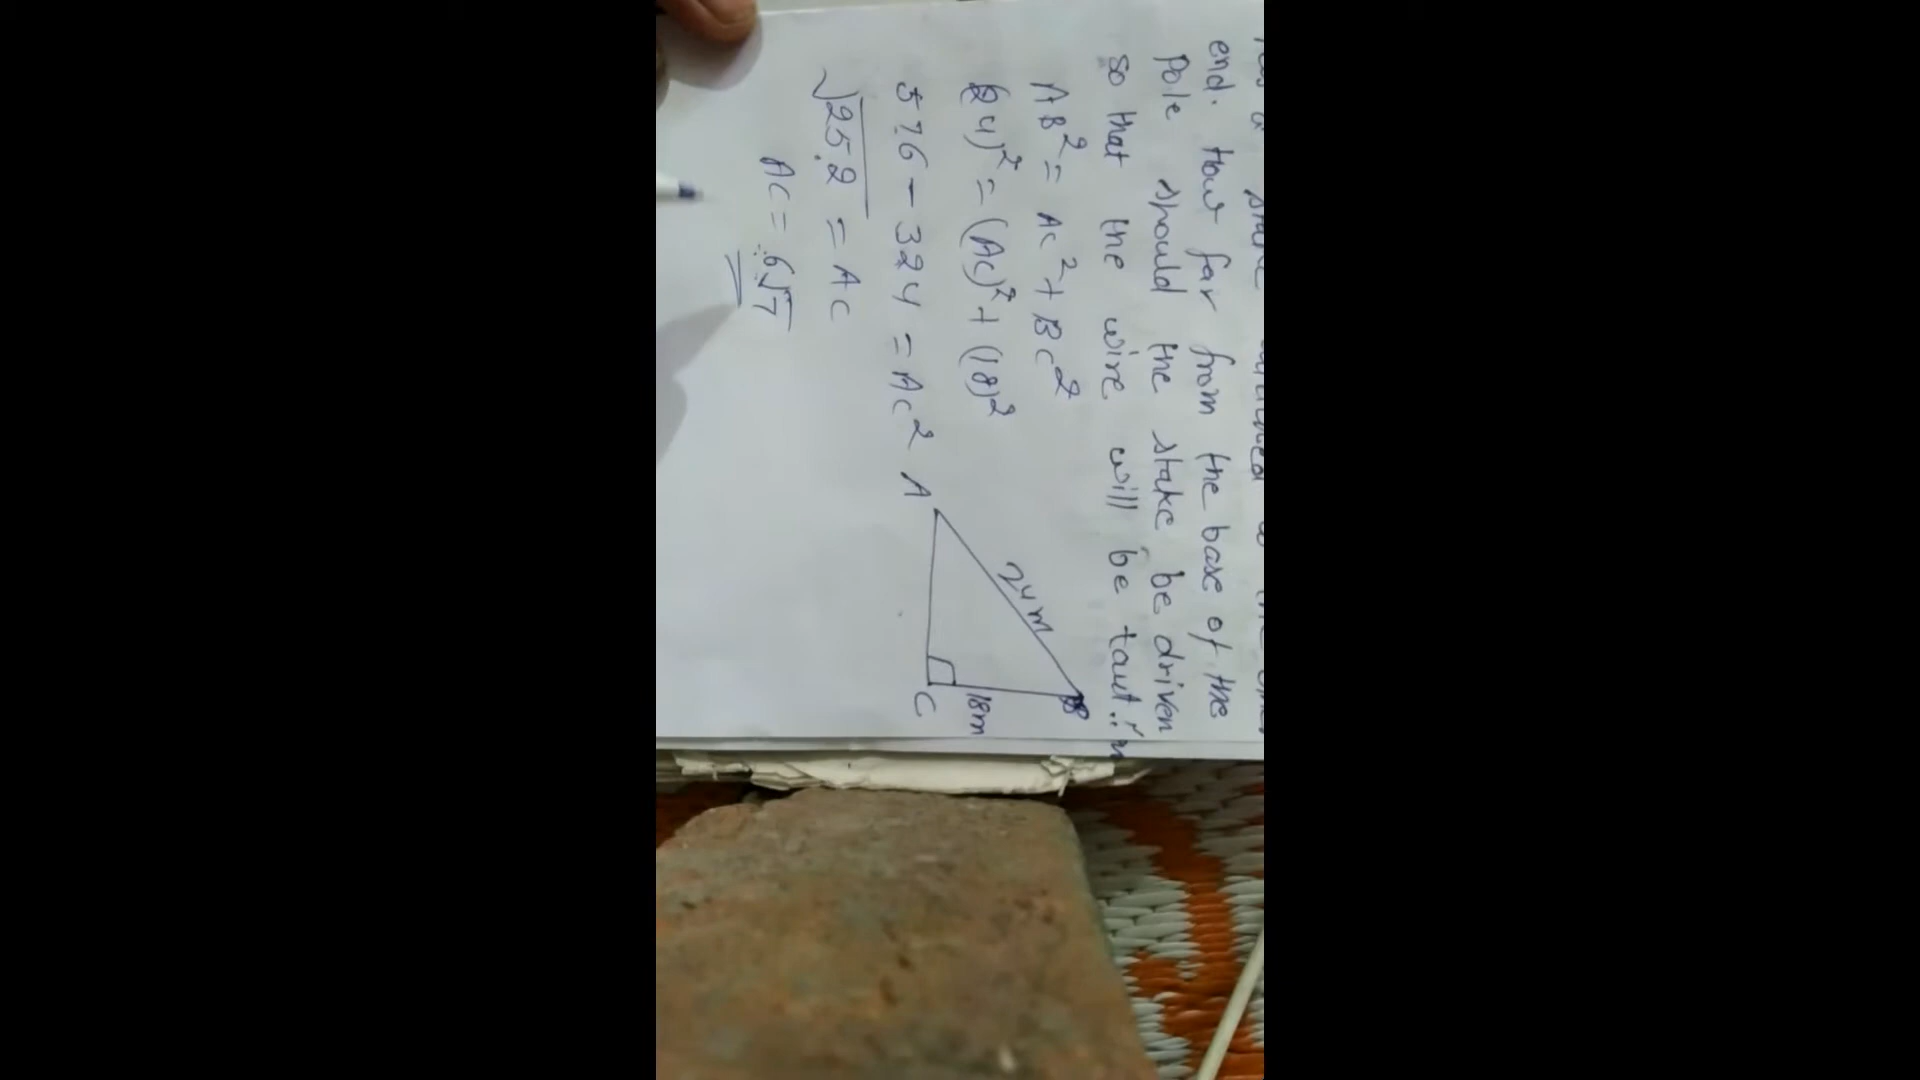 end. How far from the base of the
Pole should the stake be driven
so that the wire will be taut
AB² = AC² + BC²
(24)² = (AC)² + (18)²
576 - 324 = AC²
√252 = AC
AC = 6√7
A
24m
B
18m
C